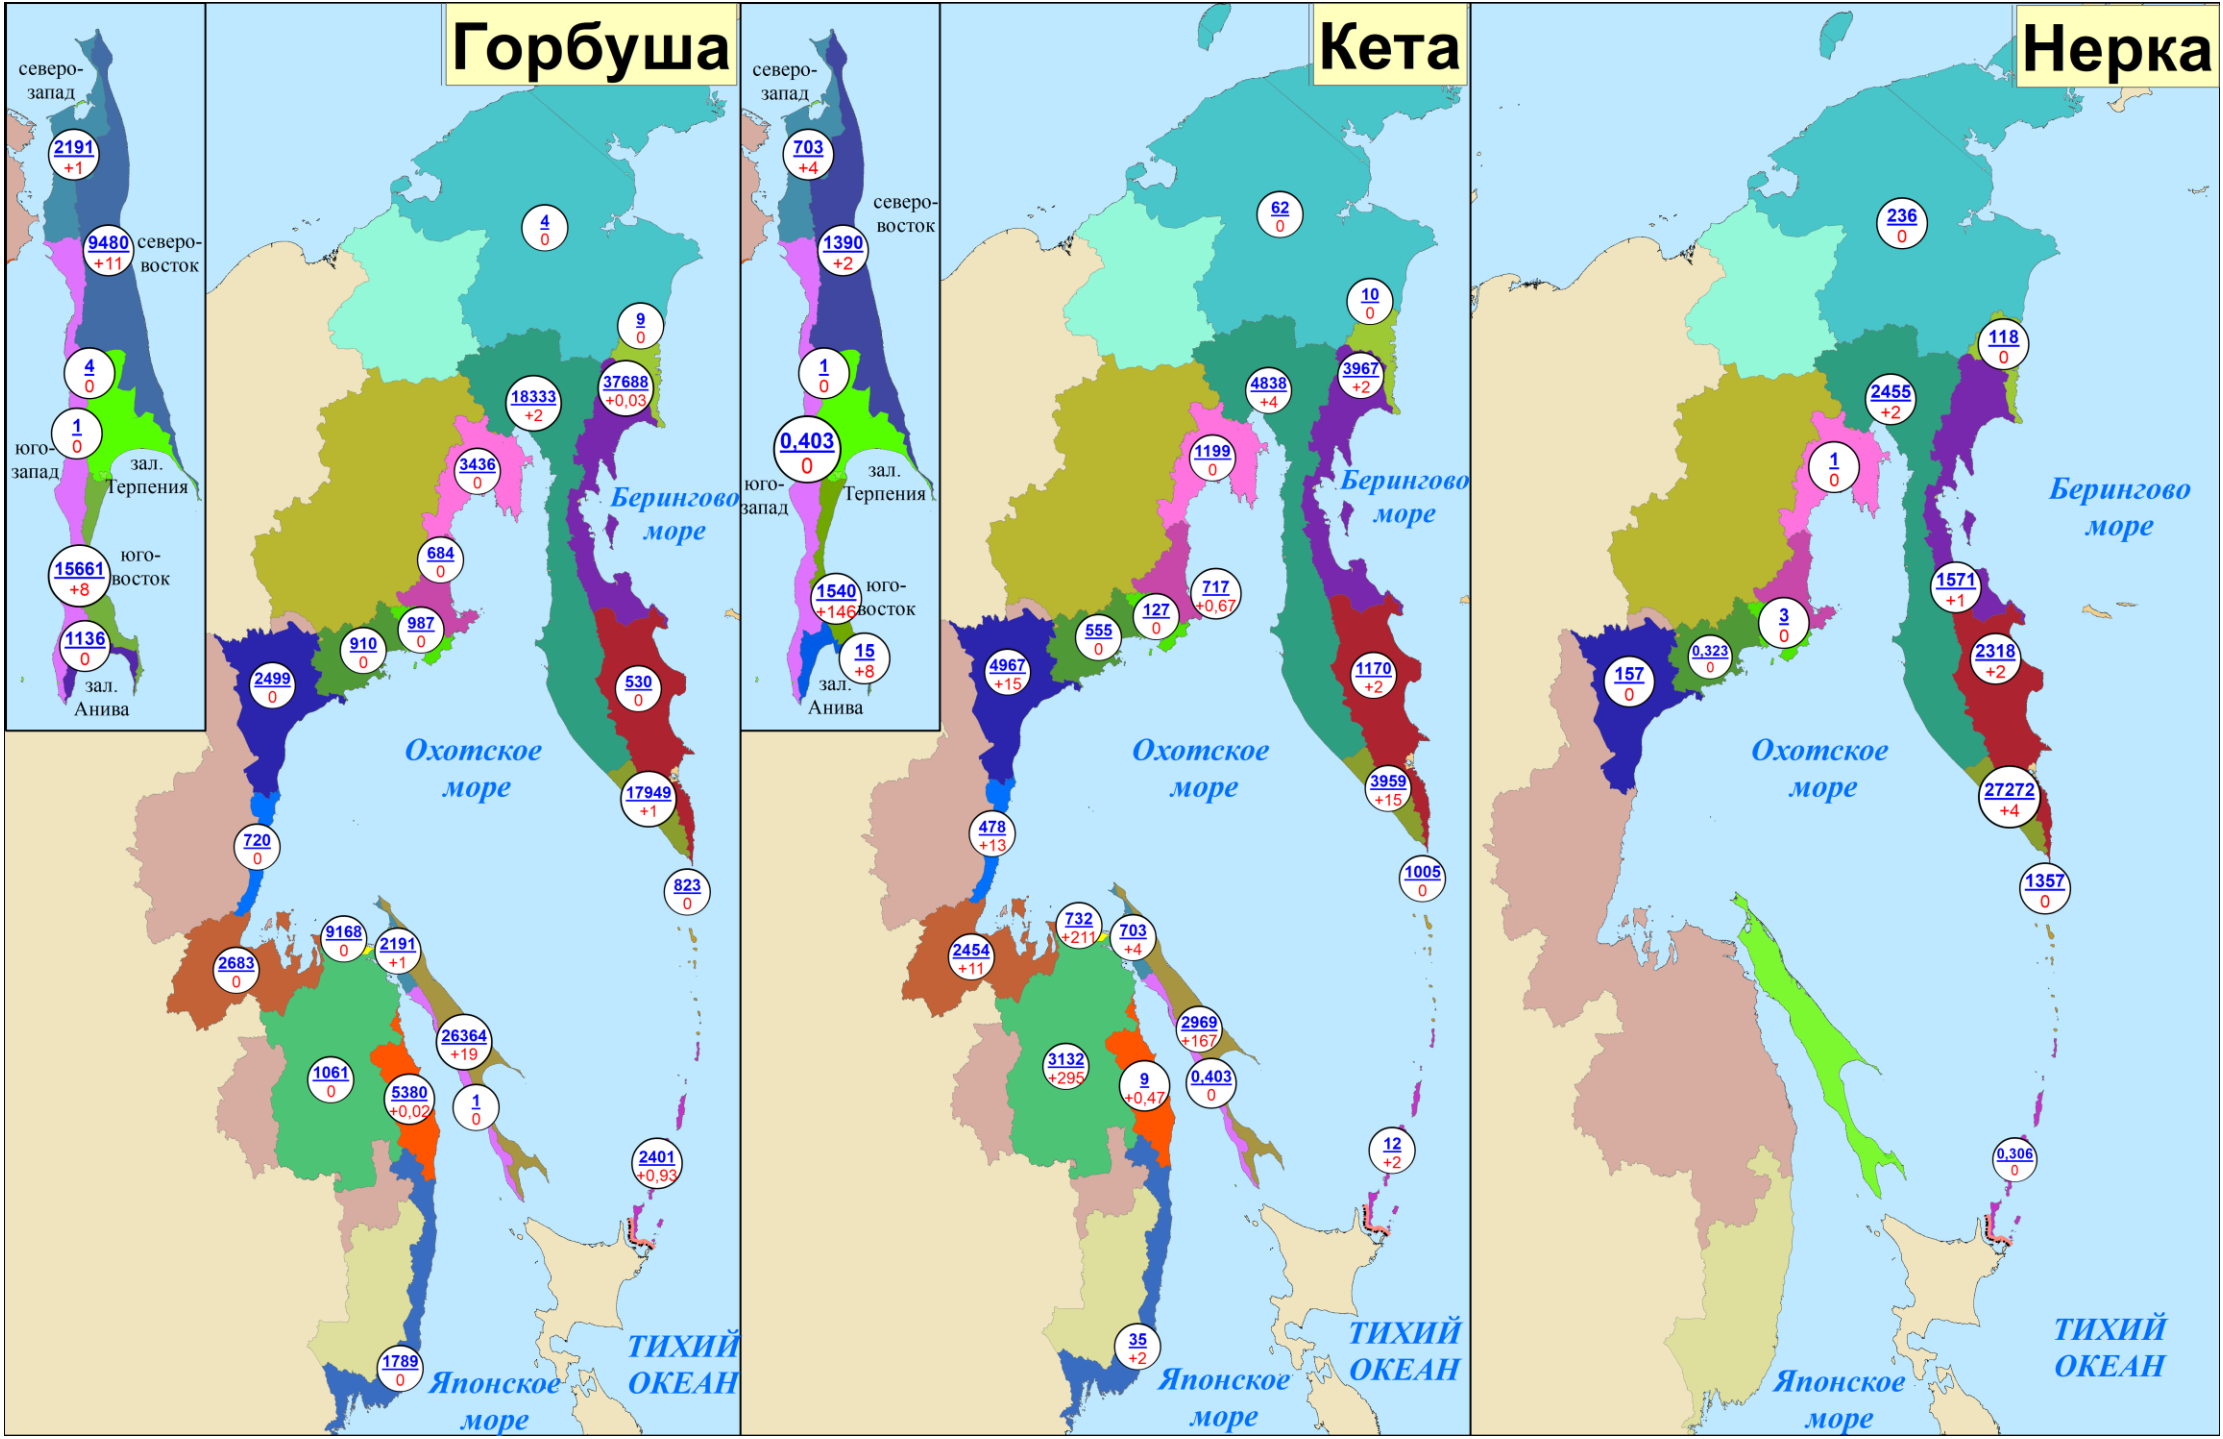 Горбуша
северо-
запад
2191
+1
9480
+11
северо-
восток
4
0
1
0
юго-
запад
зал.
Терпения
15661
+8
юго-
восток
1136
0
зал.
Анива
4
0
9
0
37688
+0,03
18333
+2
3436
0
Берингово
море
684
0
987
0
910
0
2499
0
530
0
Охотское
море
17949
+1
720
0
823
0
9168
0
2191
+1
2683
0
26364
+19
1061
0
5380
+0,02
1
0
2401
+0,93
1789
0
ТИХИЙ
ОКЕАН
Японское
море
Кета
северо-
запад
703
+4
северо-
восток
1390
+2
1
0
0,403
0
юго-
запад
зал.
Терпения
1540
+146
юго-
восток
15
+8
зал.
Анива
62
0
10
0
3967
+2
4838
+4
1199
0
Берингово
море
717
+0,67
127
0
555
0
4967
+15
1170
+2
Охотское
море
3959
+15
478
+13
1005
0
732
+211
703
+4
2454
+11
2969
+167
3132
+295
9
+0,47
0,403
0
12
+2
35
+2
ТИХИЙ
ОКЕАН
Японское
море
Нерка
236
0
118
0
2455
+2
1
0
Берингово
море
1571
+1
3
0
0,323
0
157
0
2318
+2
Охотское
море
27272
+4
1357
0
0,306
0
ТИХИЙ
ОКЕАН
Японское
море